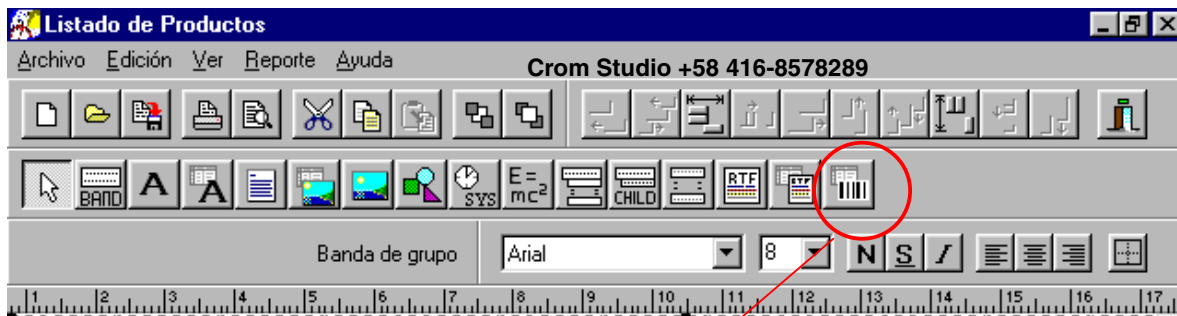 Listado de Productos
Archivo Edición Ver Reporte Ayuda
Crom Studio +58 416-8578289
BAND A A SYS E= mc² CHILD RTF RTF
Banda de grupo Arial 8 N S I
1 2 3 4 5 6 7 8 9 10 11 12 13 14 15 16 17